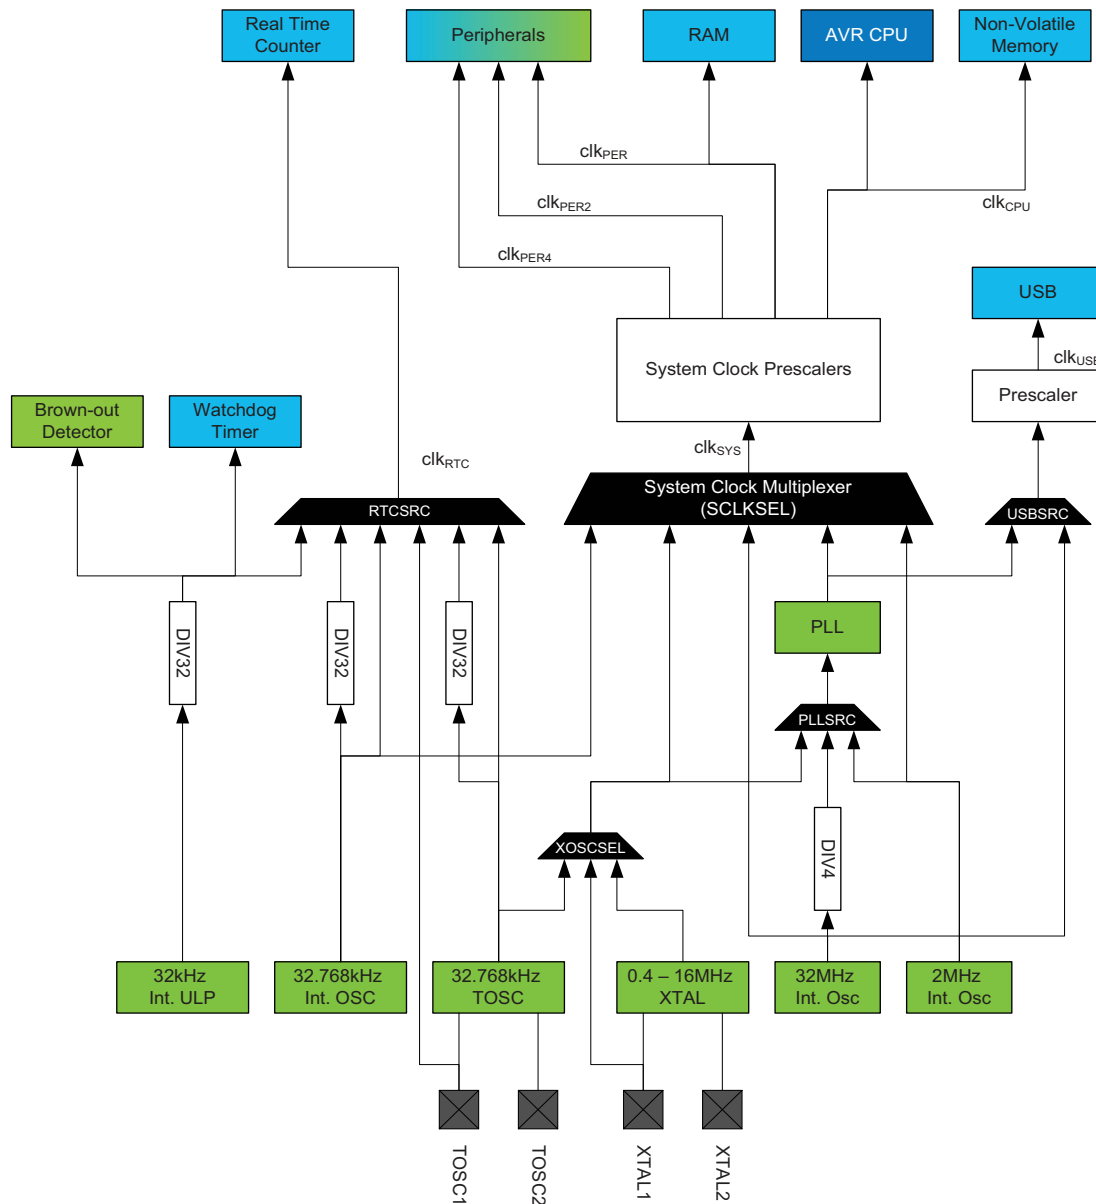 Real Time
Counter
Peripherals
RAM
AVR CPU
Non-Volatile
Memory
clkPER
clkPER2
clkCPU
clkPER4
USB
System Clock Prescalers
clkUSB
Prescaler
Brown-out
Detector
Watchdog
Timer
clkRTC
clkSYS
System Clock Multiplexer
(SCLKSEL)
RTCSRC
USBSRC
DIV32
DIV32
DIV32
PLL
PLLSRC
XOSCSEL
DIV4
32kHz
Int. ULP
32.768kHz
Int. OSC
32.768kHz
TOSC
0.4 – 16MHz
XTAL
32MHz
Int. Osc
2MHz
Int. Osc
TOSC1
TOSC2
XTAL1
XTAL2